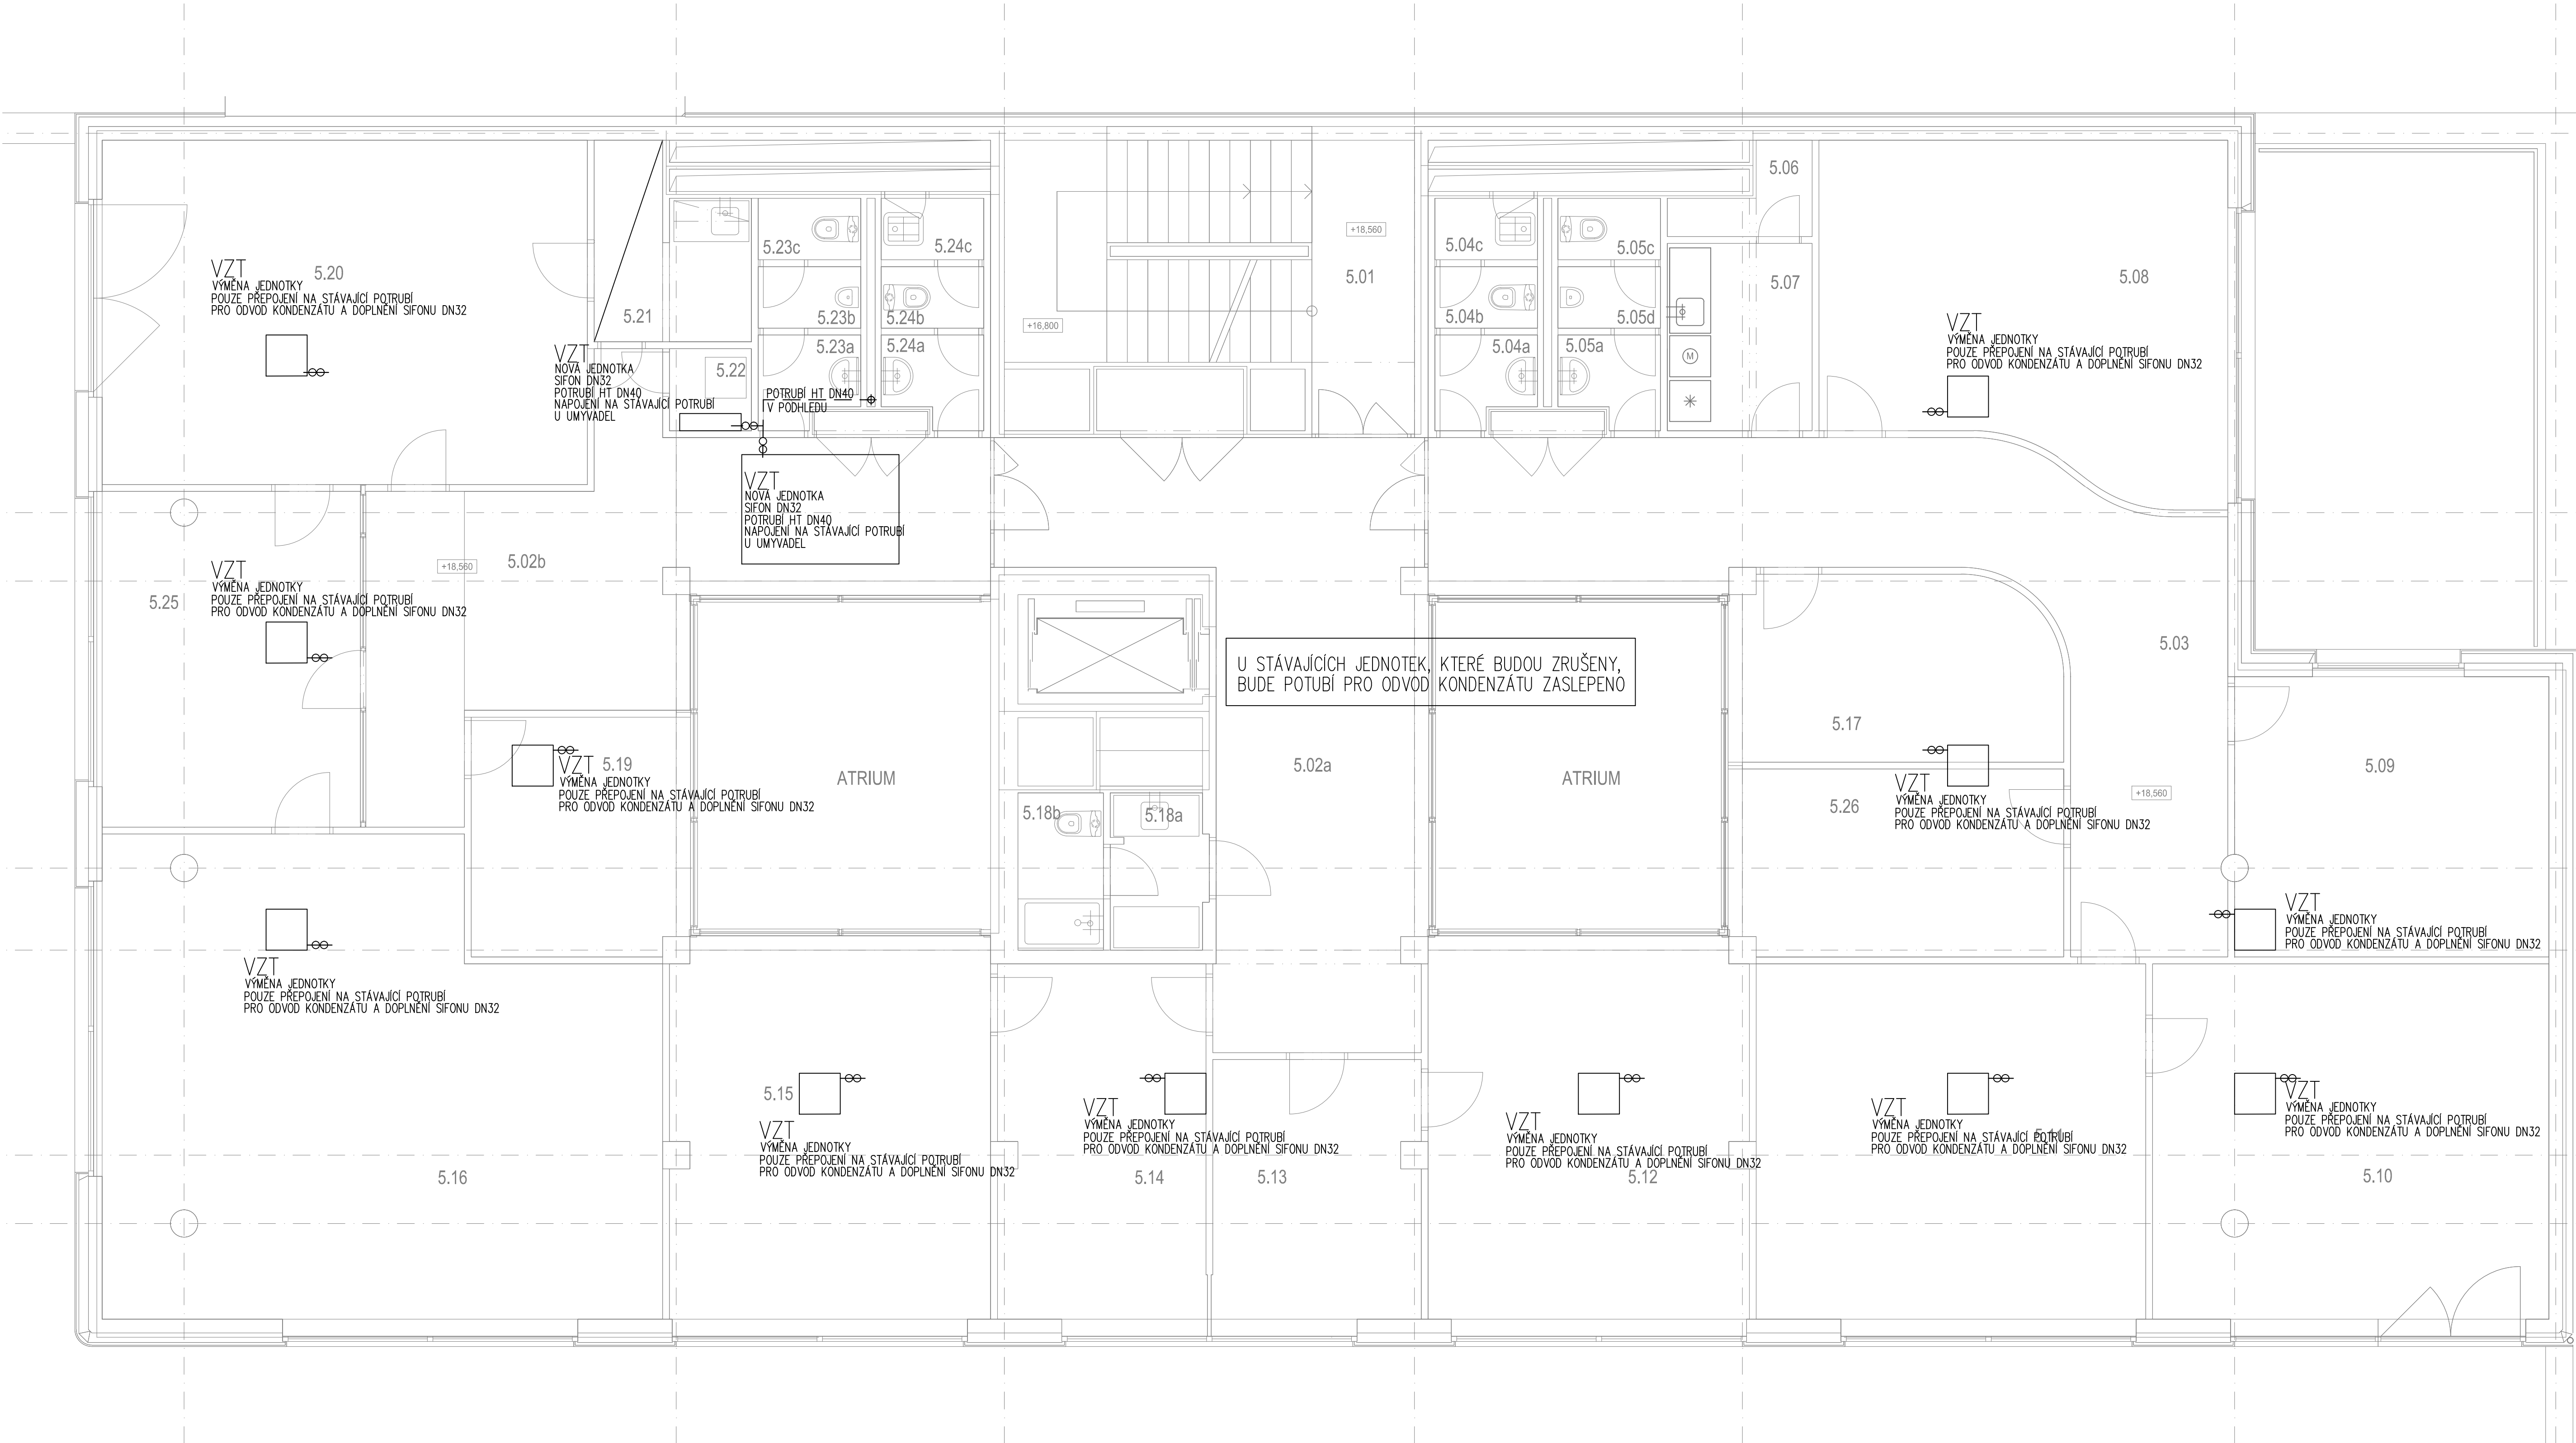 5.06
5.23c
5.24c
+18,560
5.04c
5.05c
5.01
5.07
5.08
VZT
5.20
VÝMĚNA JEDNOTKY
POUZE PŘEPOJENÍ NA STÁVAJÍCÍ POTRUBÍ
PRO ODVOD KONDENZÁTU A DOPLNĚNÍ SIFONU DN32
5.21
5.23b
5.24b
+16,800
5.04b
5.05d
5.23a
5.24a
5.04a
5.05a
M
VZT
VÝMĚNA JEDNOTKY
POUZE PŘEPOJENÍ NA STÁVAJÍCÍ POTRUBÍ
PRO ODVOD KONDENZÁTU A DOPLNĚNÍ SIFONU DN32
VZT
NOVÁ JEDNOTKA
SIFON DN32
POTRUBÍ HT DN40
NAPOJENÍ NA STÁVAJÍCÍ POTRUBÍ
U UMYVADEL
5.22
POTRUBÍ HT DN40
V PODHLEDU
VZT
NOVÁ JEDNOTKA
SIFON DN32
POTRUBÍ HT DN40
NAPOJENÍ NA STÁVAJÍCÍ POTRUBÍ
U UMYVADEL
5.02b
+18,560
VZT
VÝMĚNA JEDNOTKY
POUZE PŘEPOJENÍ NA STÁVAJÍCÍ POTRUBÍ
PRO ODVOD KONDENZÁTU A DOPLNĚNÍ SIFONU DN32
5.25
5.03
U STÁVAJÍCÍCH JEDNOTEK, KTERÉ BUDOU ZRUŠENY,
BUDE POTUBÍ PRO ODVOD KONDENZÁTU ZASLEPENO
5.17
VZT
5.19
VÝMĚNA JEDNOTKY
POUZE PŘEPOJENÍ NA STÁVAJÍCÍ POTRUBÍ
PRO ODVOD KONDENZÁTU A DOPLNĚNÍ SIFONU DN32
ATRIUM
5.02a
ATRIUM
5.09
5.18b
5.18a
5.26
VZT
VÝMĚNA JEDNOTKY
POUZE PŘEPOJENÍ NA STÁVAJÍCÍ POTRUBÍ
PRO ODVOD KONDENZÁTU A DOPLNĚNÍ SIFONU DN32
+18,560
VZT
VÝMĚNA JEDNOTKY
POUZE PŘEPOJENÍ NA STÁVAJÍCÍ POTRUBÍ
PRO ODVOD KONDENZÁTU A DOPLNĚNÍ SIFONU DN32
VZT
VÝMĚNA JEDNOTKY
POUZE PŘEPOJENÍ NA STÁVAJÍCÍ POTRUBÍ
PRO ODVOD KONDENZÁTU A DOPLNĚNÍ SIFONU DN32
5.16
5.15
VZT
VÝMĚNA JEDNOTKY
POUZE PŘEPOJENÍ NA STÁVAJÍCÍ POTRUBÍ
PRO ODVOD KONDENZÁTU A DOPLNĚNÍ SIFONU DN32
VZT
VÝMĚNA JEDNOTKY
POUZE PŘEPOJENÍ NA STÁVAJÍCÍ POTRUBÍ
PRO ODVOD KONDENZÁTU A DOPLNĚNÍ SIFONU DN32
5.14
5.13
VZT
VÝMĚNA JEDNOTKY
POUZE PŘEPOJENÍ NA STÁVAJÍCÍ POTRUBÍ
PRO ODVOD KONDENZÁTU A DOPLNĚNÍ SIFONU DN32
5.12
VZT
VÝMĚNA JEDNOTKY
POUZE PŘEPOJENÍ NA STÁVAJÍCÍ POTRUBÍ
PRO ODVOD KONDENZÁTU A DOPLNĚNÍ SIFONU DN32
VZT
VÝMĚNA JEDNOTKY
POUZE PŘEPOJENÍ NA STÁVAJÍCÍ POTRUBÍ
PRO ODVOD KONDENZÁTU A DOPLNĚNÍ SIFONU DN32
5.10